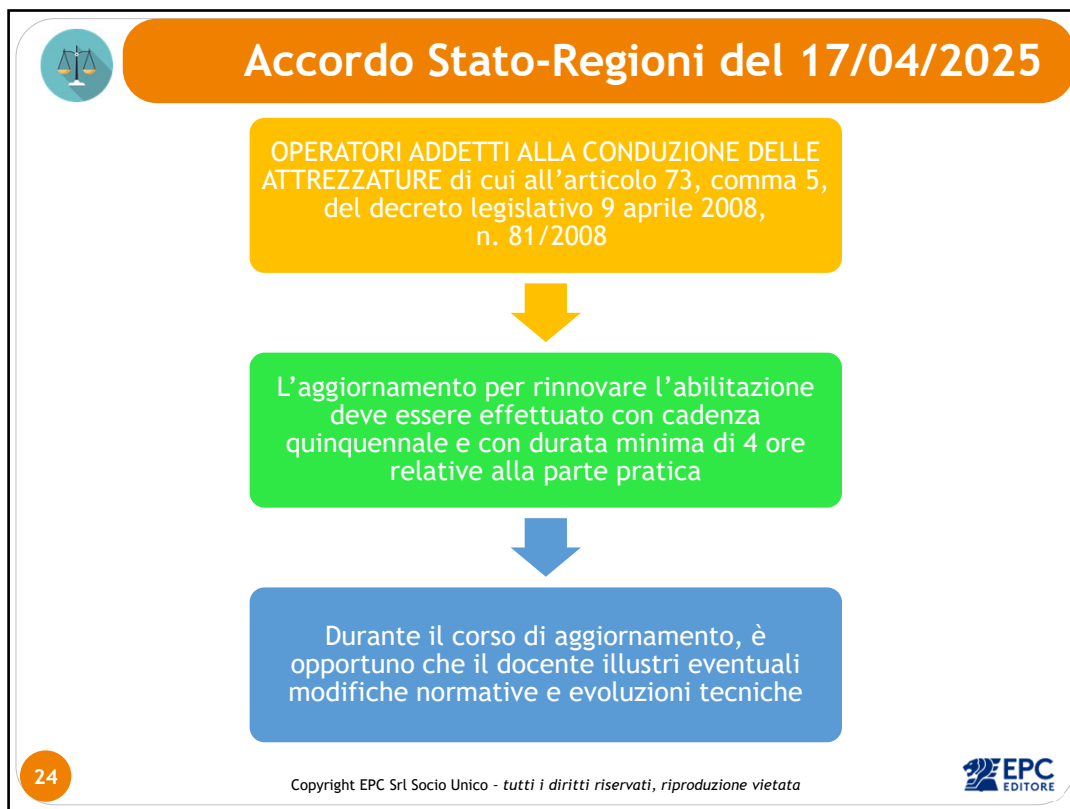 Accordo Stato-Regioni del 17/04/2025
OPERATORI ADDETTI ALLA CONDUZIONE DELLE
ATTREZZATURE di cui all’articolo 73, comma 5,
del decreto legislativo 9 aprile 2008,
n. 81/2008
L’aggiornamento per rinnovare l’abilitazione
deve essere effettuato con cadenza
quinquennale e con durata minima di 4 ore
relative alla parte pratica
Durante il corso di aggiornamento, è
opportuno che il docente illustri eventuali
modifiche normative e evoluzioni tecniche
24
Copyright EPC Srl Socio Unico – tutti i diritti riservati, riproduzione vietata
EPC
EDITORE